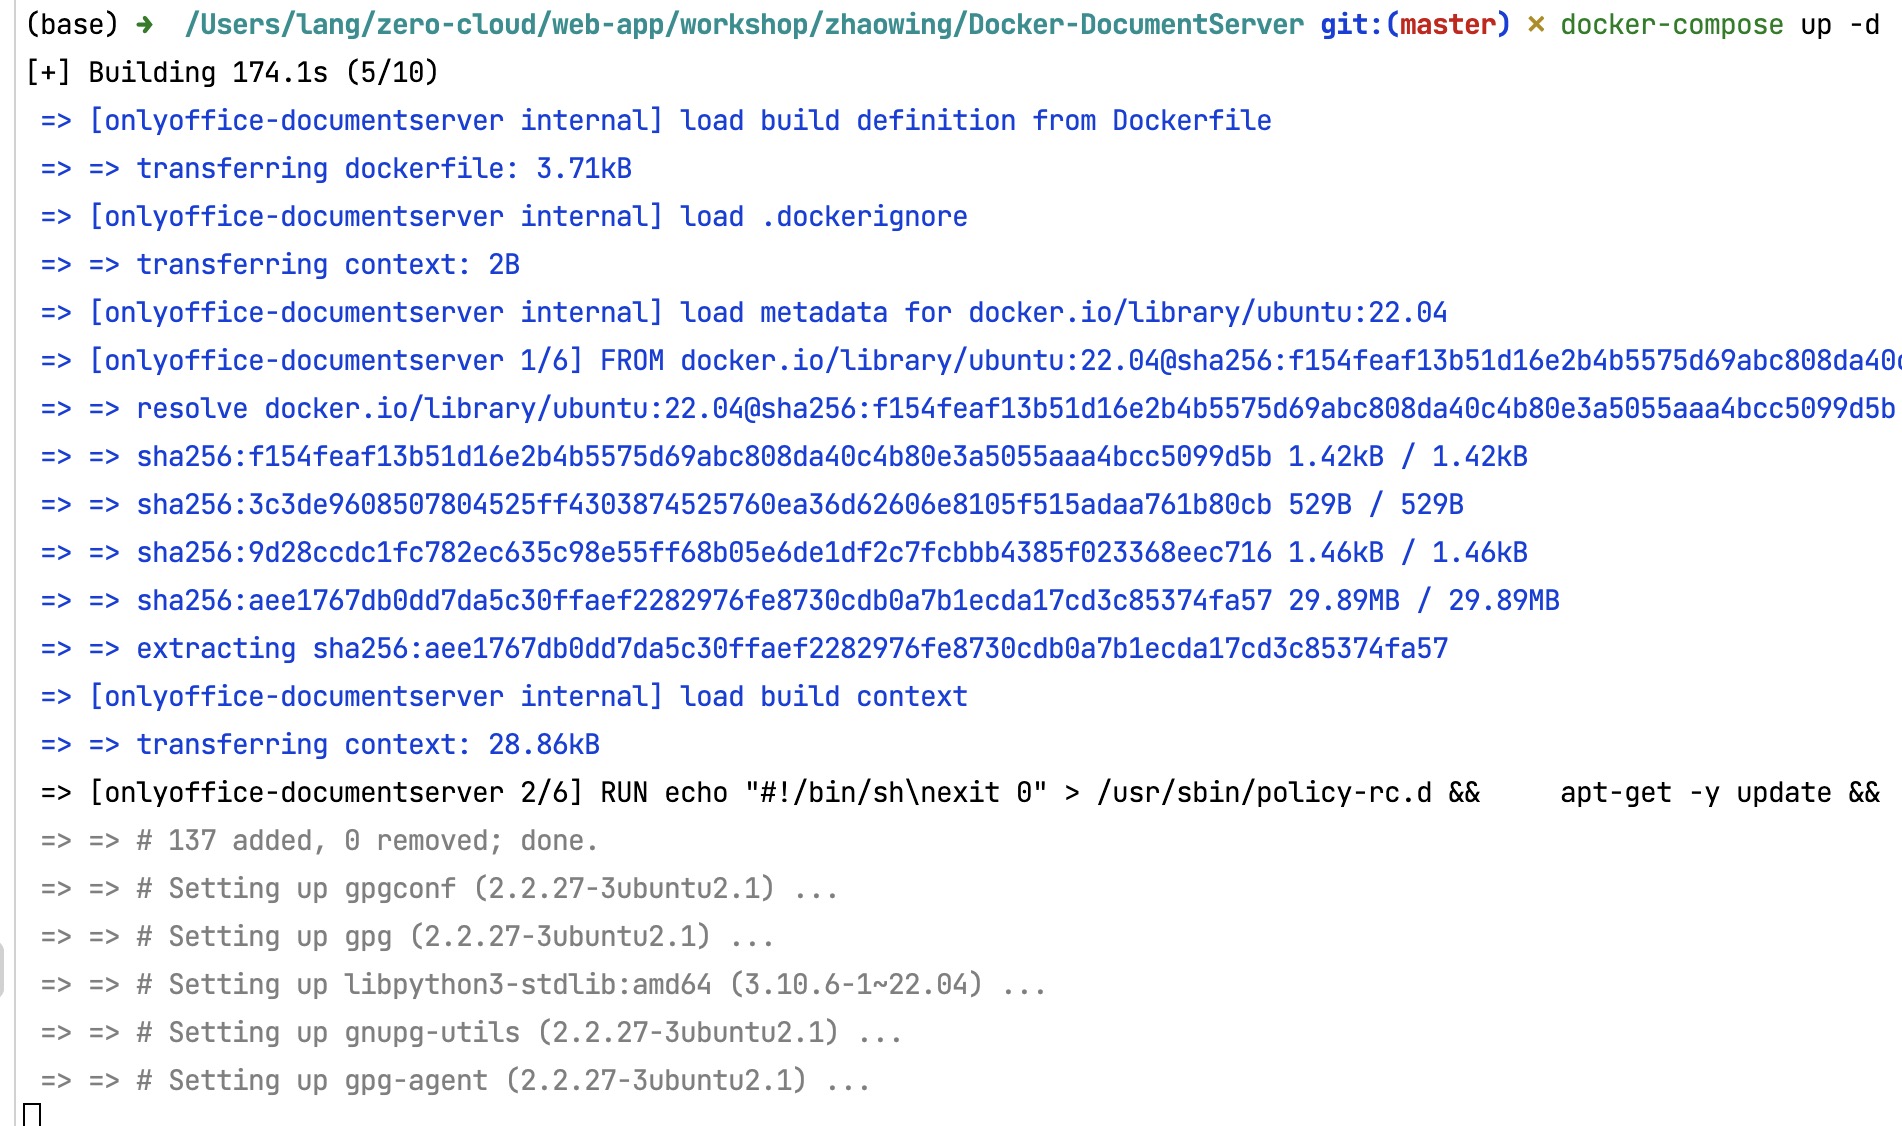 (base) ➜ /Users/lang/zero-cloud/web-app/workshop/zhaowing/Docker-DocumentServer git:(master) ✗ docker-compose up -d
[+] Building 174.1s (5/10)
=> [onlyoffice-documentserver internal] load build definition from Dockerfile
=> => transferring dockerfile: 3.71kB
=> [onlyoffice-documentserver internal] load .dockerignore
=> => transferring context: 2B
=> [onlyoffice-documentserver internal] load metadata for docker.io/library/ubuntu:22.04
=> [onlyoffice-documentserver 1/6] FROM docker.io/library/ubuntu:22.04@sha256:f154feaf13b51d16e2b4b5575d69abc808da40c
=> => resolve docker.io/library/ubuntu:22.04@sha256:f154feaf13b51d16e2b4b5575d69abc808da40c4b80e3a5055aaa4bcc5099d5b
=> => sha256:f154feaf13b51d16e2b4b5575d69abc808da40c4b80e3a5055aaa4bcc5099d5b 1.42kB / 1.42kB
=> => sha256:3c3de9608507804525ff4303874525760ea36d62606e8105f515adaa761b80cb 529B / 529B
=> => sha256:9d28ccdc1fc782ec635c98e55ff68b05e6de1df2c7fcbbb4385f023368eec716 1.46kB / 1.46kB
=> => sha256:aee1767db0dd7da5c30ffaef2282976fe8730cdb0a7b1ecda17cd3c85374fa57 29.89MB / 29.89MB
=> => extracting sha256:aee1767db0dd7da5c30ffaef2282976fe8730cdb0a7b1ecda17cd3c85374fa57
=> [onlyoffice-documentserver internal] load build context
=> => transferring context: 28.86kB
=> [onlyoffice-documentserver 2/6] RUN echo "#!/bin/sh\nexit 0" > /usr/sbin/policy-rc.d &&     apt-get -y update &&
=> => # 137 added, 0 removed; done.
=> => # Setting up gpgconf (2.2.27-3ubuntu2.1) ...
=> => # Setting up gpg (2.2.27-3ubuntu2.1) ...
=> => # Setting up libpython3-stdlib:amd64 (3.10.6-1~22.04) ...
=> => # Setting up gnupg-utils (2.2.27-3ubuntu2.1) ...
=> => # Setting up gpg-agent (2.2.27-3ubuntu2.1) ...